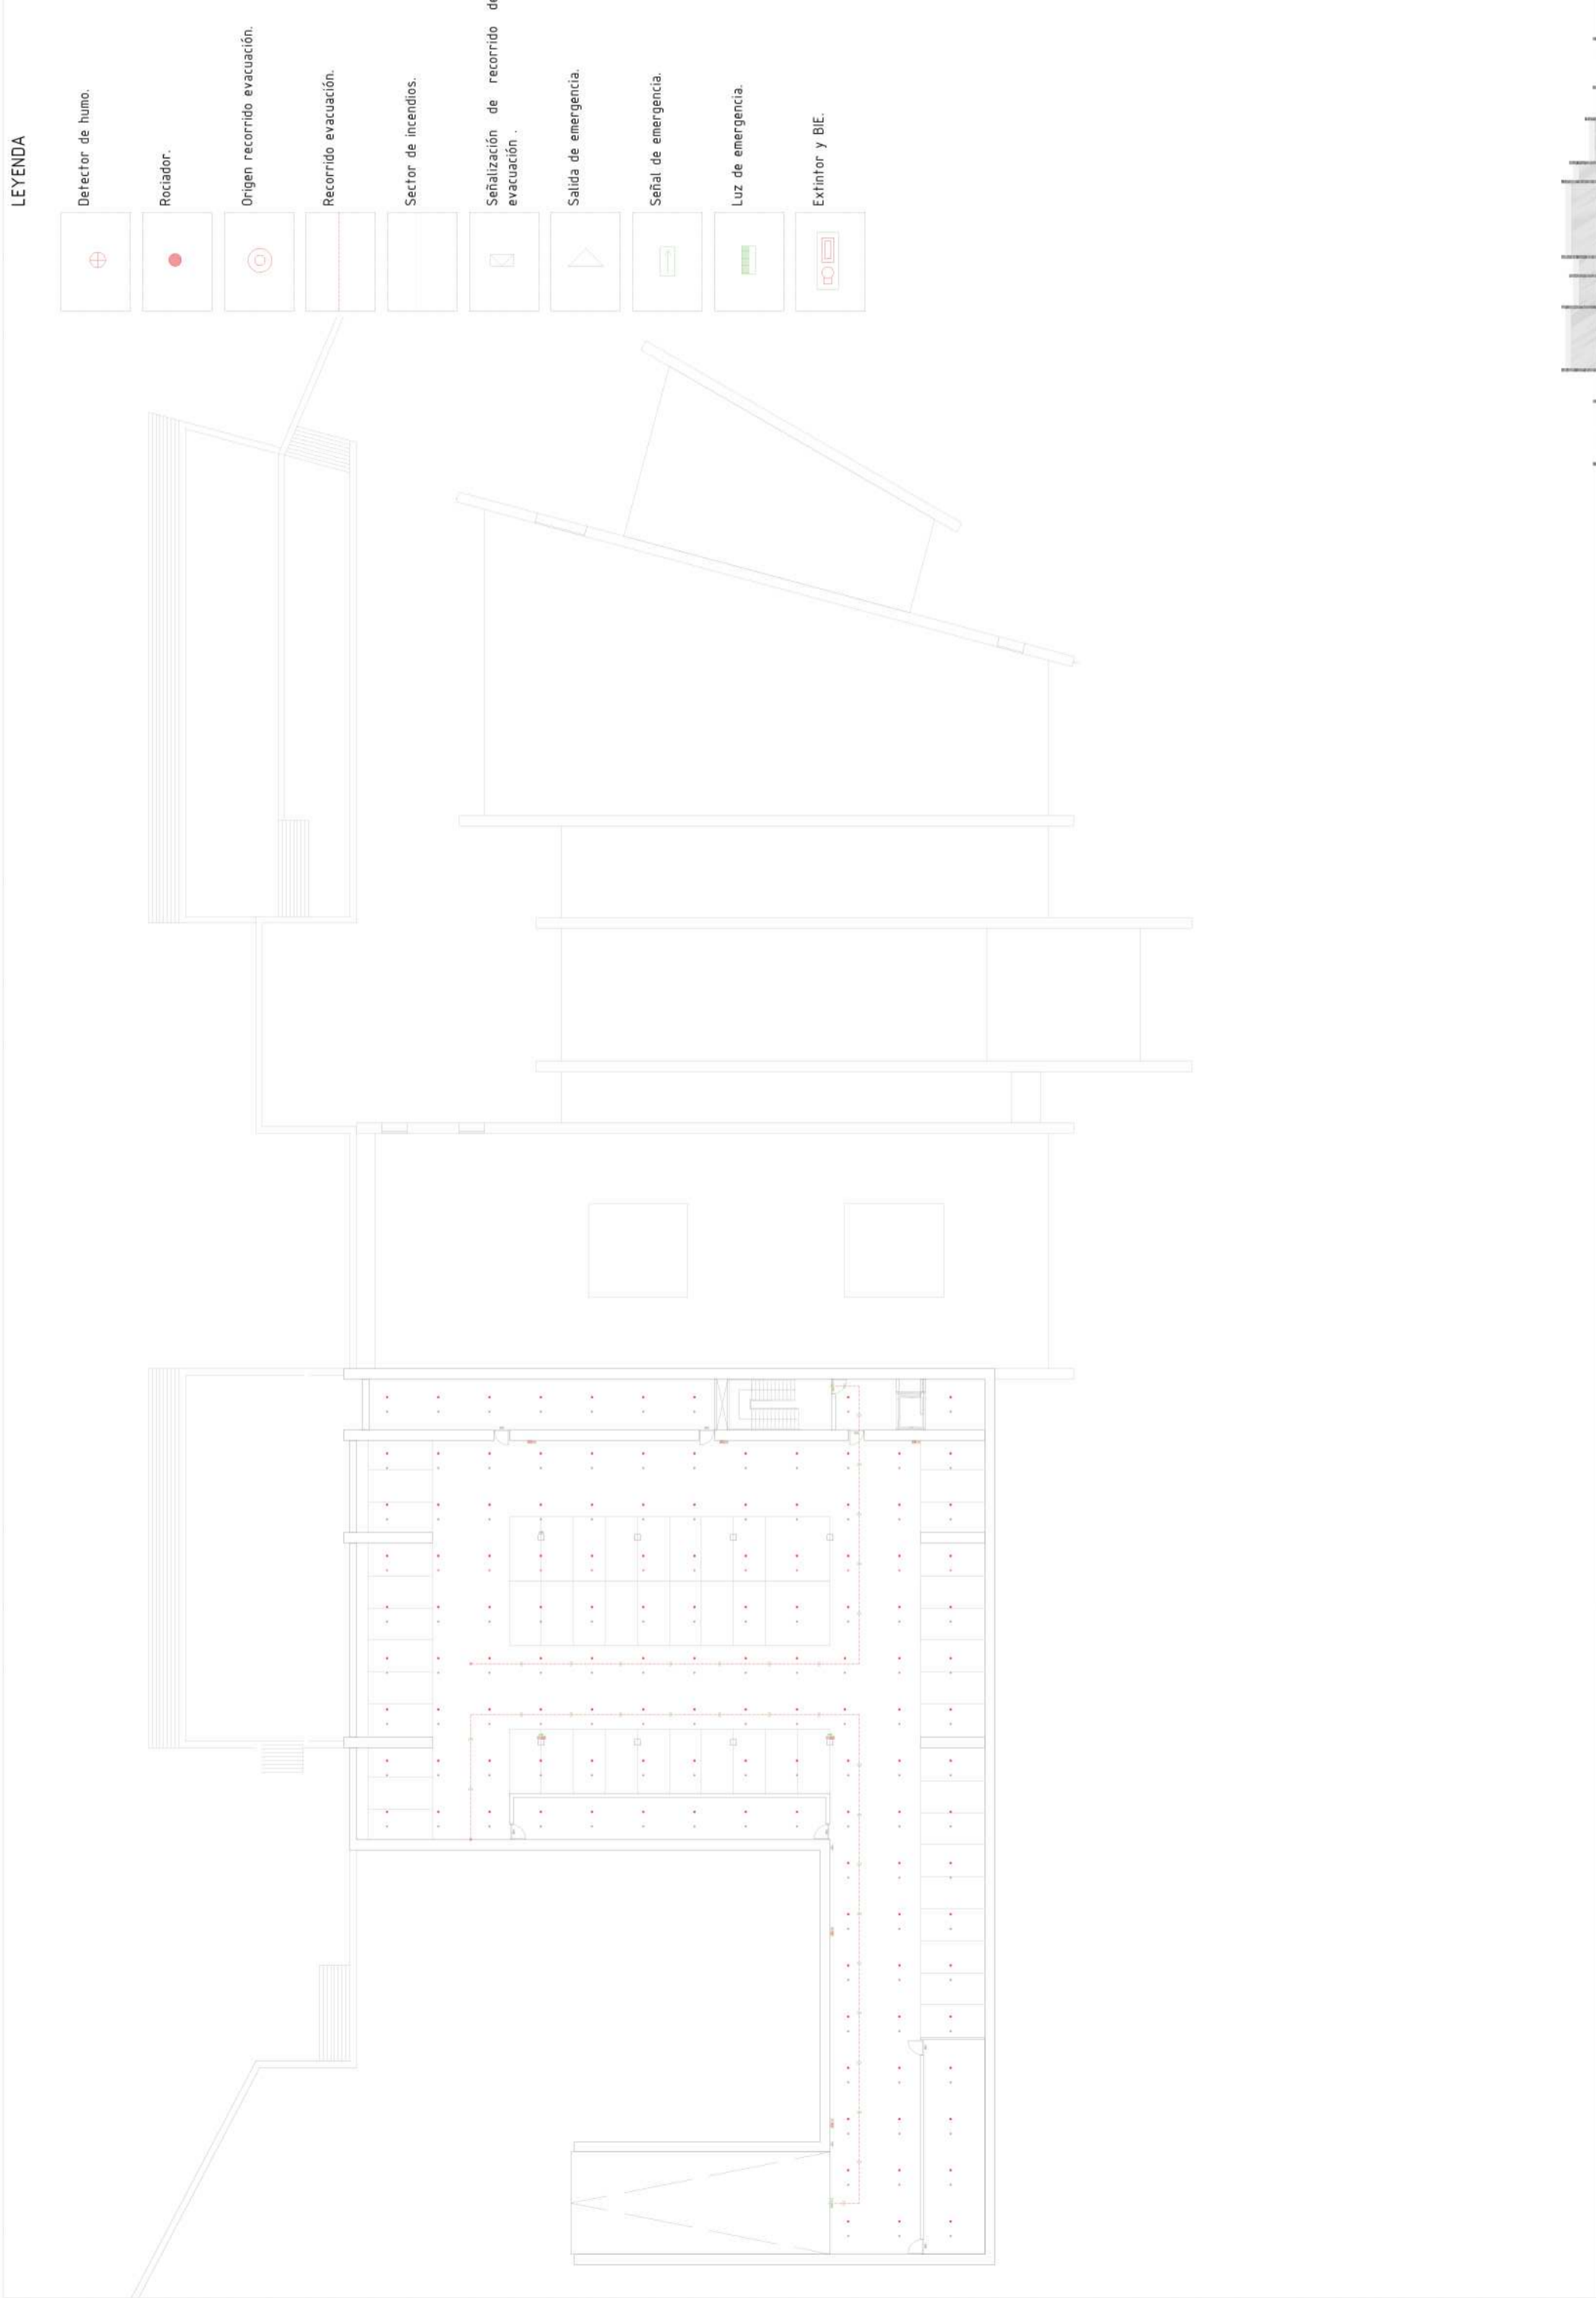 LEYENDA
Detector de humo.
Rociador.
Origen recorrido evacuación.
Recorrido evacuación.
Sector de incendios.
Señalización de recorrido de
evacuación .
Salida de emergencia.
Señal de emergencia.
Luz de emergencia.
Extintor y BIE.